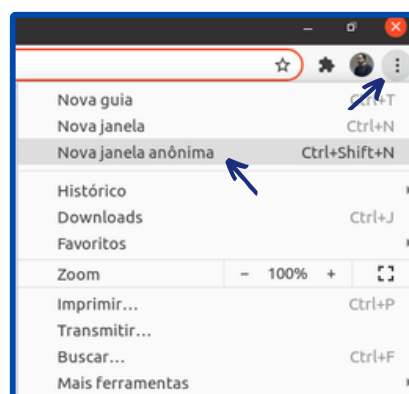 Nova guia Ctrl+T
Nova janela Ctrl+N
Nova janela anônima Ctrl+Shift+N
Histórico
Downloads Ctrl+J
Favoritos
Zoom - 100% +
Imprimir... Ctrl+P
Transmitir...
Buscar... Ctrl+F
Mais ferramentas